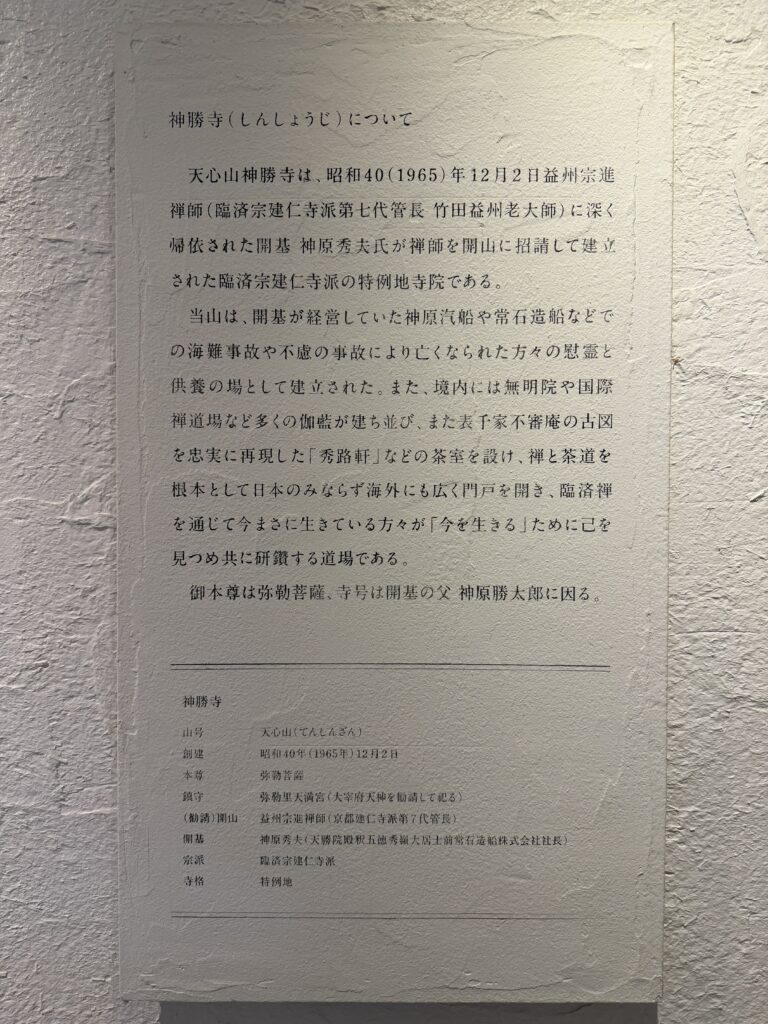 神勝寺(しんしょうじ)について
天心山神勝寺は、昭和40(1965)年12月2日益州宗進
禅師(臨済宗建仁寺派第七代管長 竹田益州老大師)に深く
帰依された開基 神原秀夫氏が禅師を開山に招請して建立
された臨済宗建仁寺派の特例地寺院である。
当山は、開基が経営していた神原汽船や常石造船などで
の海難事故や不慮の事故により亡くなられた方々の慰霊と
供養の場として建立された。また、境内には無明院や国際
禅道場など多くの伽藍が建ち並び、また表千家不審庵の古図
を忠実に再現した「秀路軒」などの茶室を設け、禅と茶道を
根本として日本のみならず海外にも広く門戸を開き、臨済禅
を通じて今まさに生きている方々が「今を生きる」ために己を
見つめ共に研鑽する道場である。
御本尊は弥勒菩薩、寺号は開基の父 神原勝太郎に因る。
神勝寺
山号 天心山(てんしんざん)
創建 昭和40年(1965年)12月2日
本尊 弥勒菩薩
鎮守 弥勒里天満宮(大宰府天神を勧請して祀る)
(勧請)開山 益州宗進禅師(京都建仁寺派第7代管長)
開基 神原秀夫(天勝院殿釈五徳秀嶺大居士前常石造船株式会社社長)
宗派 臨済宗建仁寺派
寺格 特例地